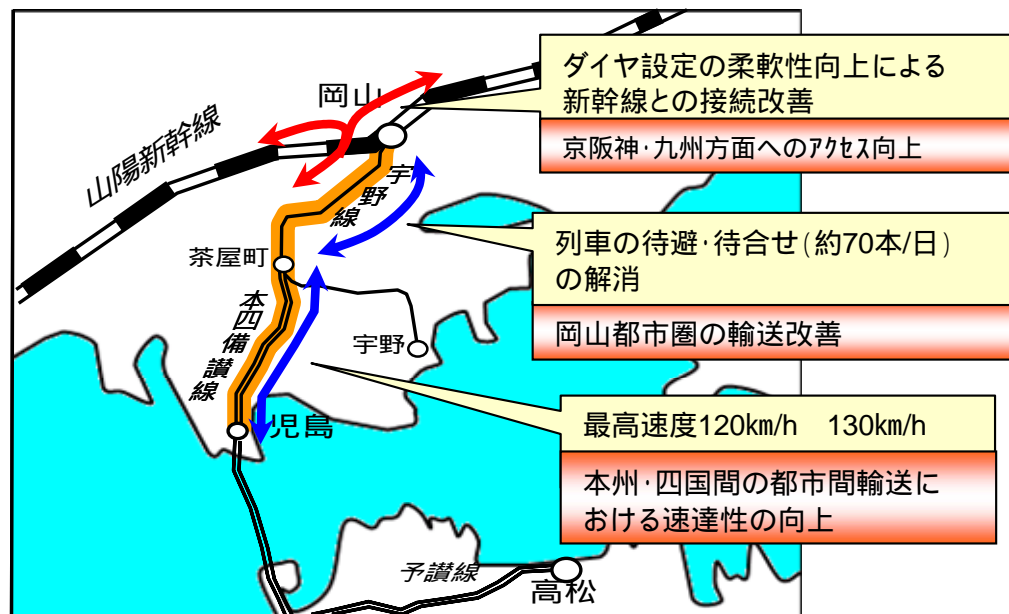 岡山
山陽新幹線
宇野線
茶屋町
本四備讃線
宇野
児島
予讃線
高松
ダイヤ設定の柔軟性向上による
新幹線との接続改善
京阪神･九州方面へのｱｸｾｽ向上
列車の待避･待合せ(約70本/日)
の解消
岡山都市圏の輸送改善
最高速度120km/h　130km/h
本州･四国間の都市間輸送に
おける速達性の向上